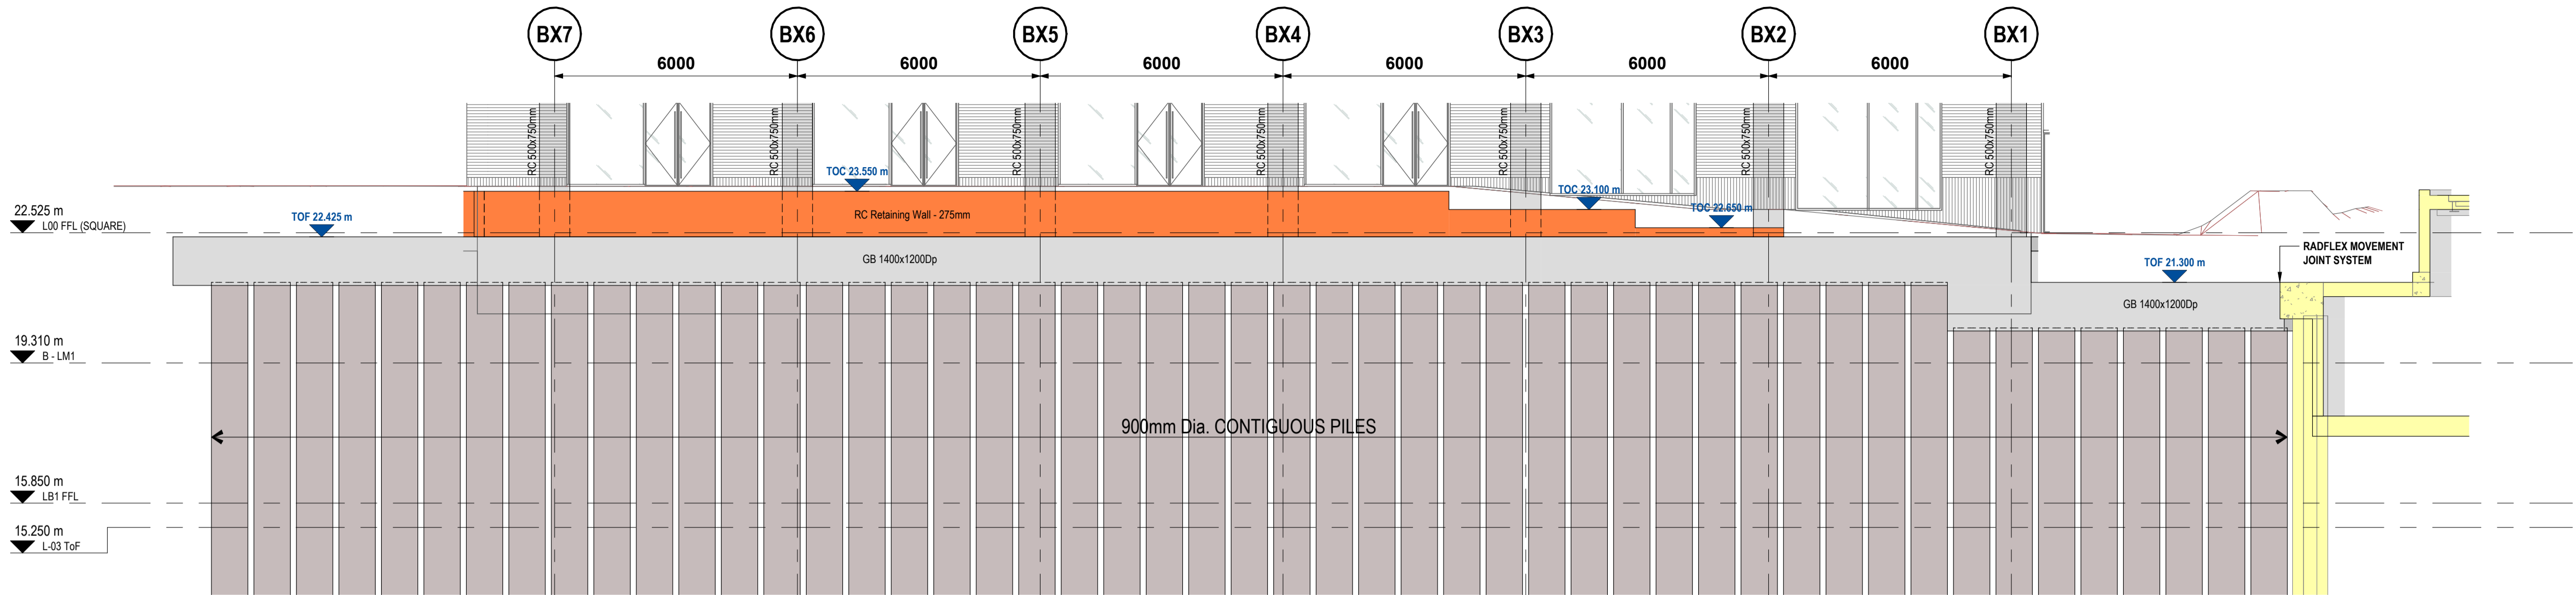 BX7 BX6 BX5 BX4 BX3 BX2 BX1
6000 6000 6000 6000 6000 6000
RC 500x750mm RC 500x750mm RC 500x750mm RC 500x750mm RC 500x750mm RC 500x750mm RC 500x750mm
TOC 23.550 m
TOC 23.100 m
TOC 22.650 m
22.525 m
L00 FFL (SQUARE)
TOF 22.425 m
RC Retaining Wall - 275mm
GB 1400x1200Dp
RADFLEX MOVEMENT
JOINT SYSTEM
TOF 21.300 m
GB 1400x1200Dp
19.310 m
B - LM1
900mm Dia. CONTIGUOUS PILES
15.850 m
LB1 FFL
15.250 m
L-03 ToF